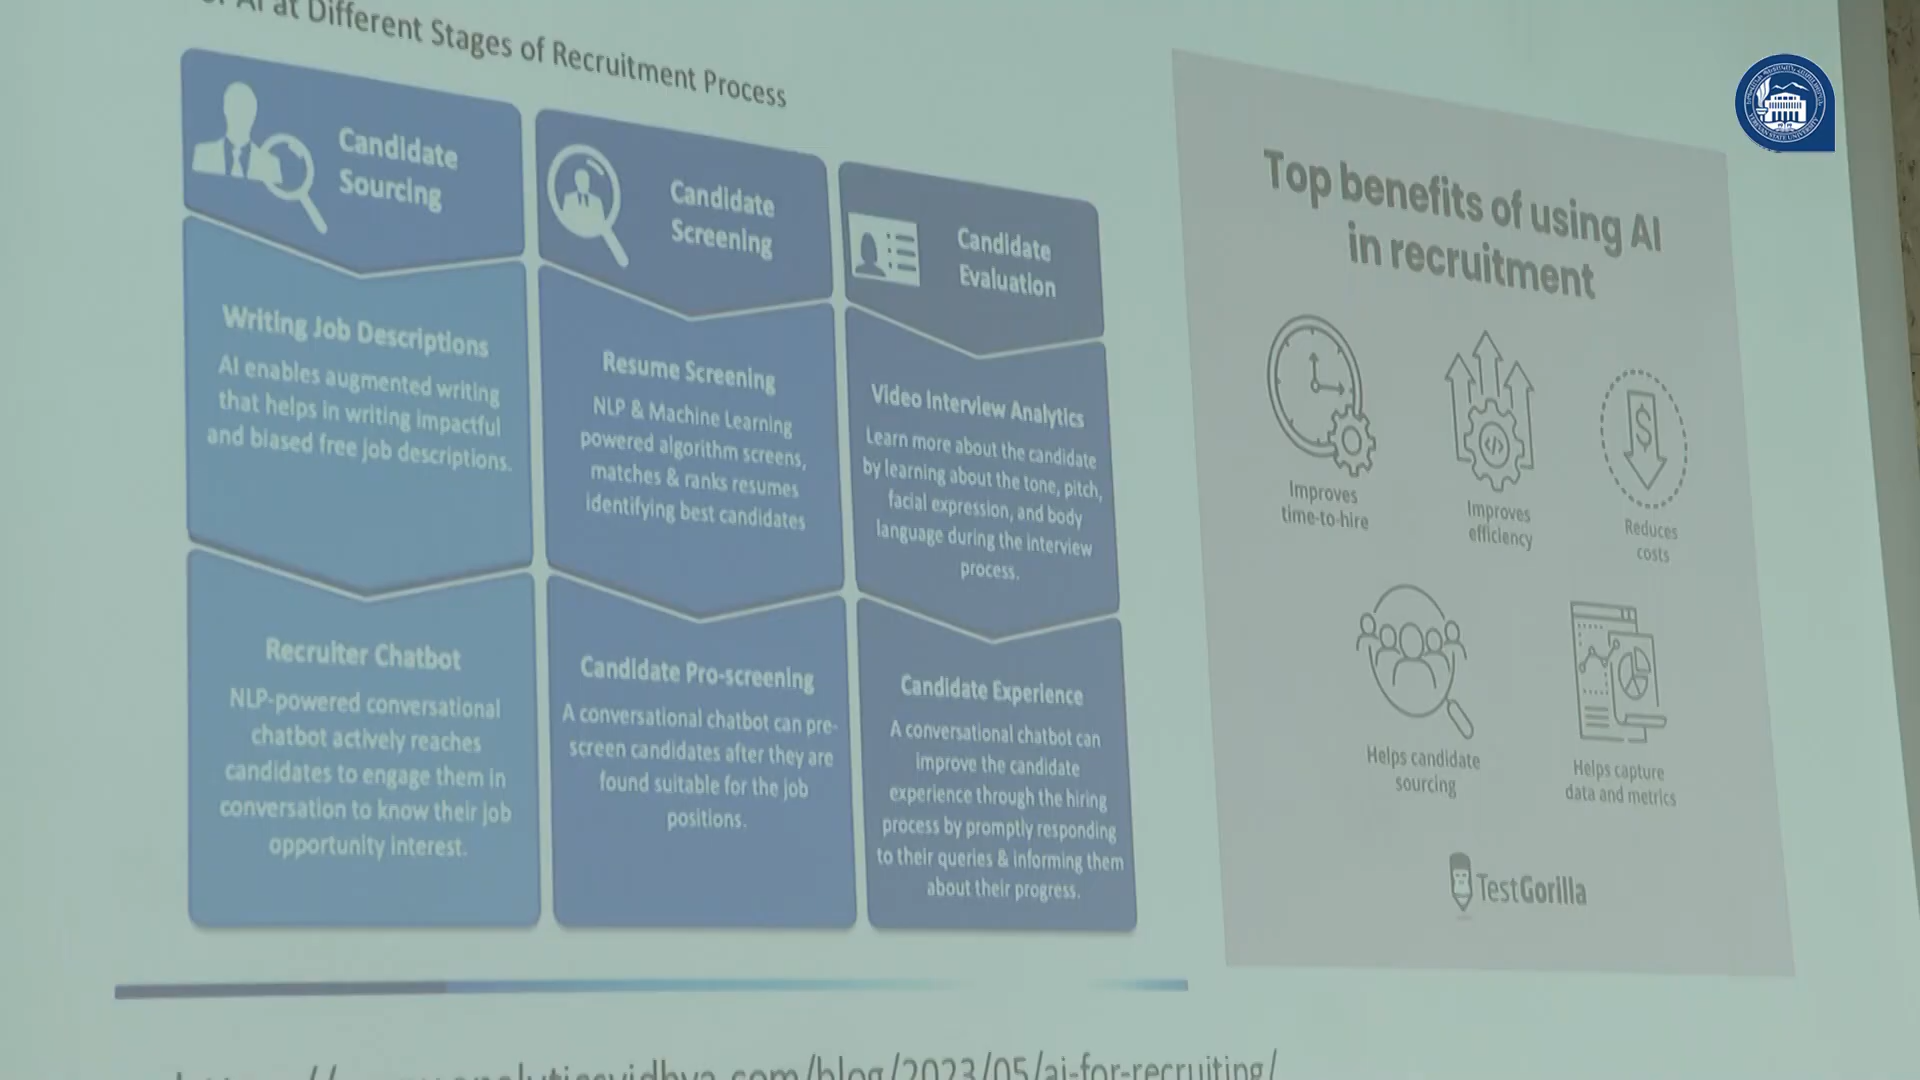 AI at Different Stages of Recruitment Process
Candidate
Sourcing
Writing Job Descriptions
AI enables augmented writing
that helps in writing impactful
and biased free job descriptions.
Recruiter Chatbot
NLP-powered conversational
chatbot actively reaches
candidates to engage them in
conversation to know their job
opportunity interest.
Candidate
Screening
Resume Screening
NLP & Machine Learning
powered algorithm screens,
matches & ranks resumes
identifying best candidates
Candidate Pro-screening
A conversational chatbot can pre-
screen candidates after they are
found suitable for the job
positions.
Candidate
Evaluation
Video Interview Analytics
Learn more about the candidate
by learning about the tone, pitch,
facial expression, and body
language during the interview
process.
Candidate Experience
A conversational chatbot can
improve the candidate
experience through the hiring
process by promptly responding
to their queries & informing them
about their progress.
Top benefits of using AI
in recruitment
Improves
time-to-hire
Improves
efficiency
Reduces
costs
Helps candidate
sourcing
Helps capture
data and metrics
TestGorilla
.com/blog/2023/05/ai-for-recruiting/
YEREVAN STATE UNIVERSITY